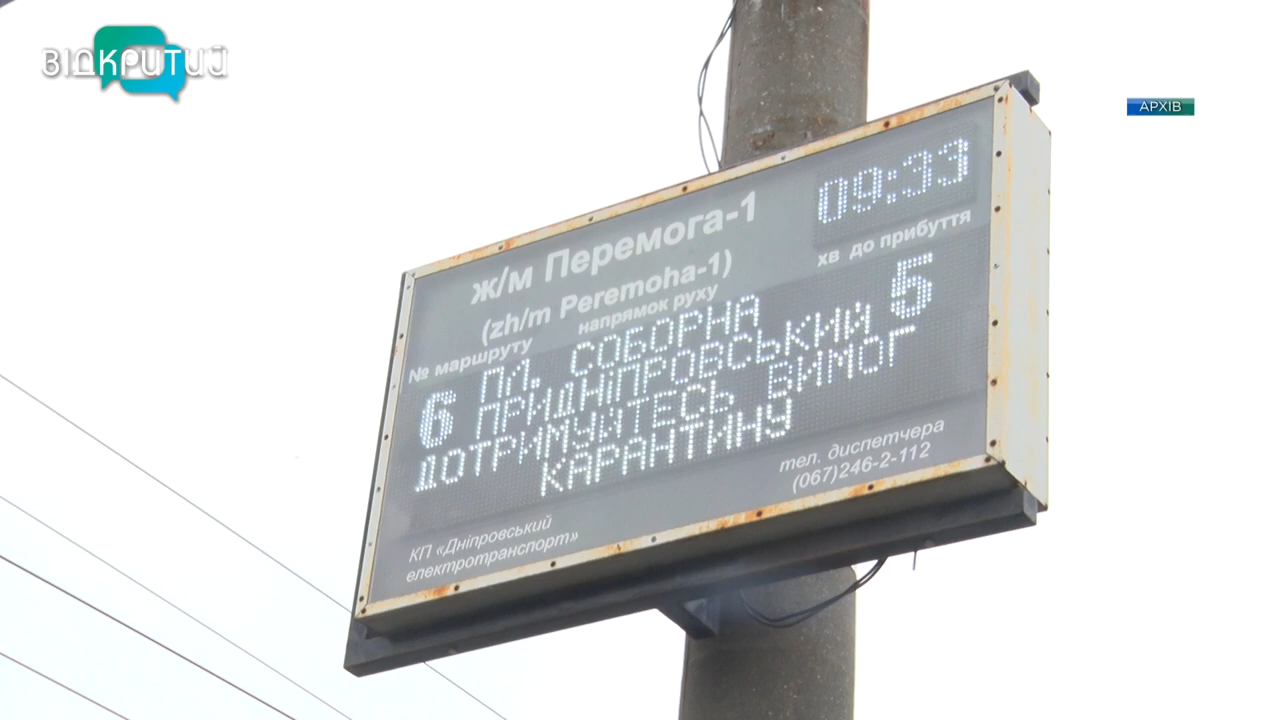 ВІДКРИТИЙ
АРХІВ
09:33
ж/м Перемога-1
(zh/m Peremoha-1)
хв до прибуття
№ маршруту
напрямок руху
6 ПЛ. СОБОРНА 5
ПРИДНІПРОВСЬКИЙ
ДОТРИМУЙТЕСЬ ВИМОГ
КАРАНТИНУ
тел. диспетчера
(067)246-2-112
КП «Дніпровський
електротранспорт»